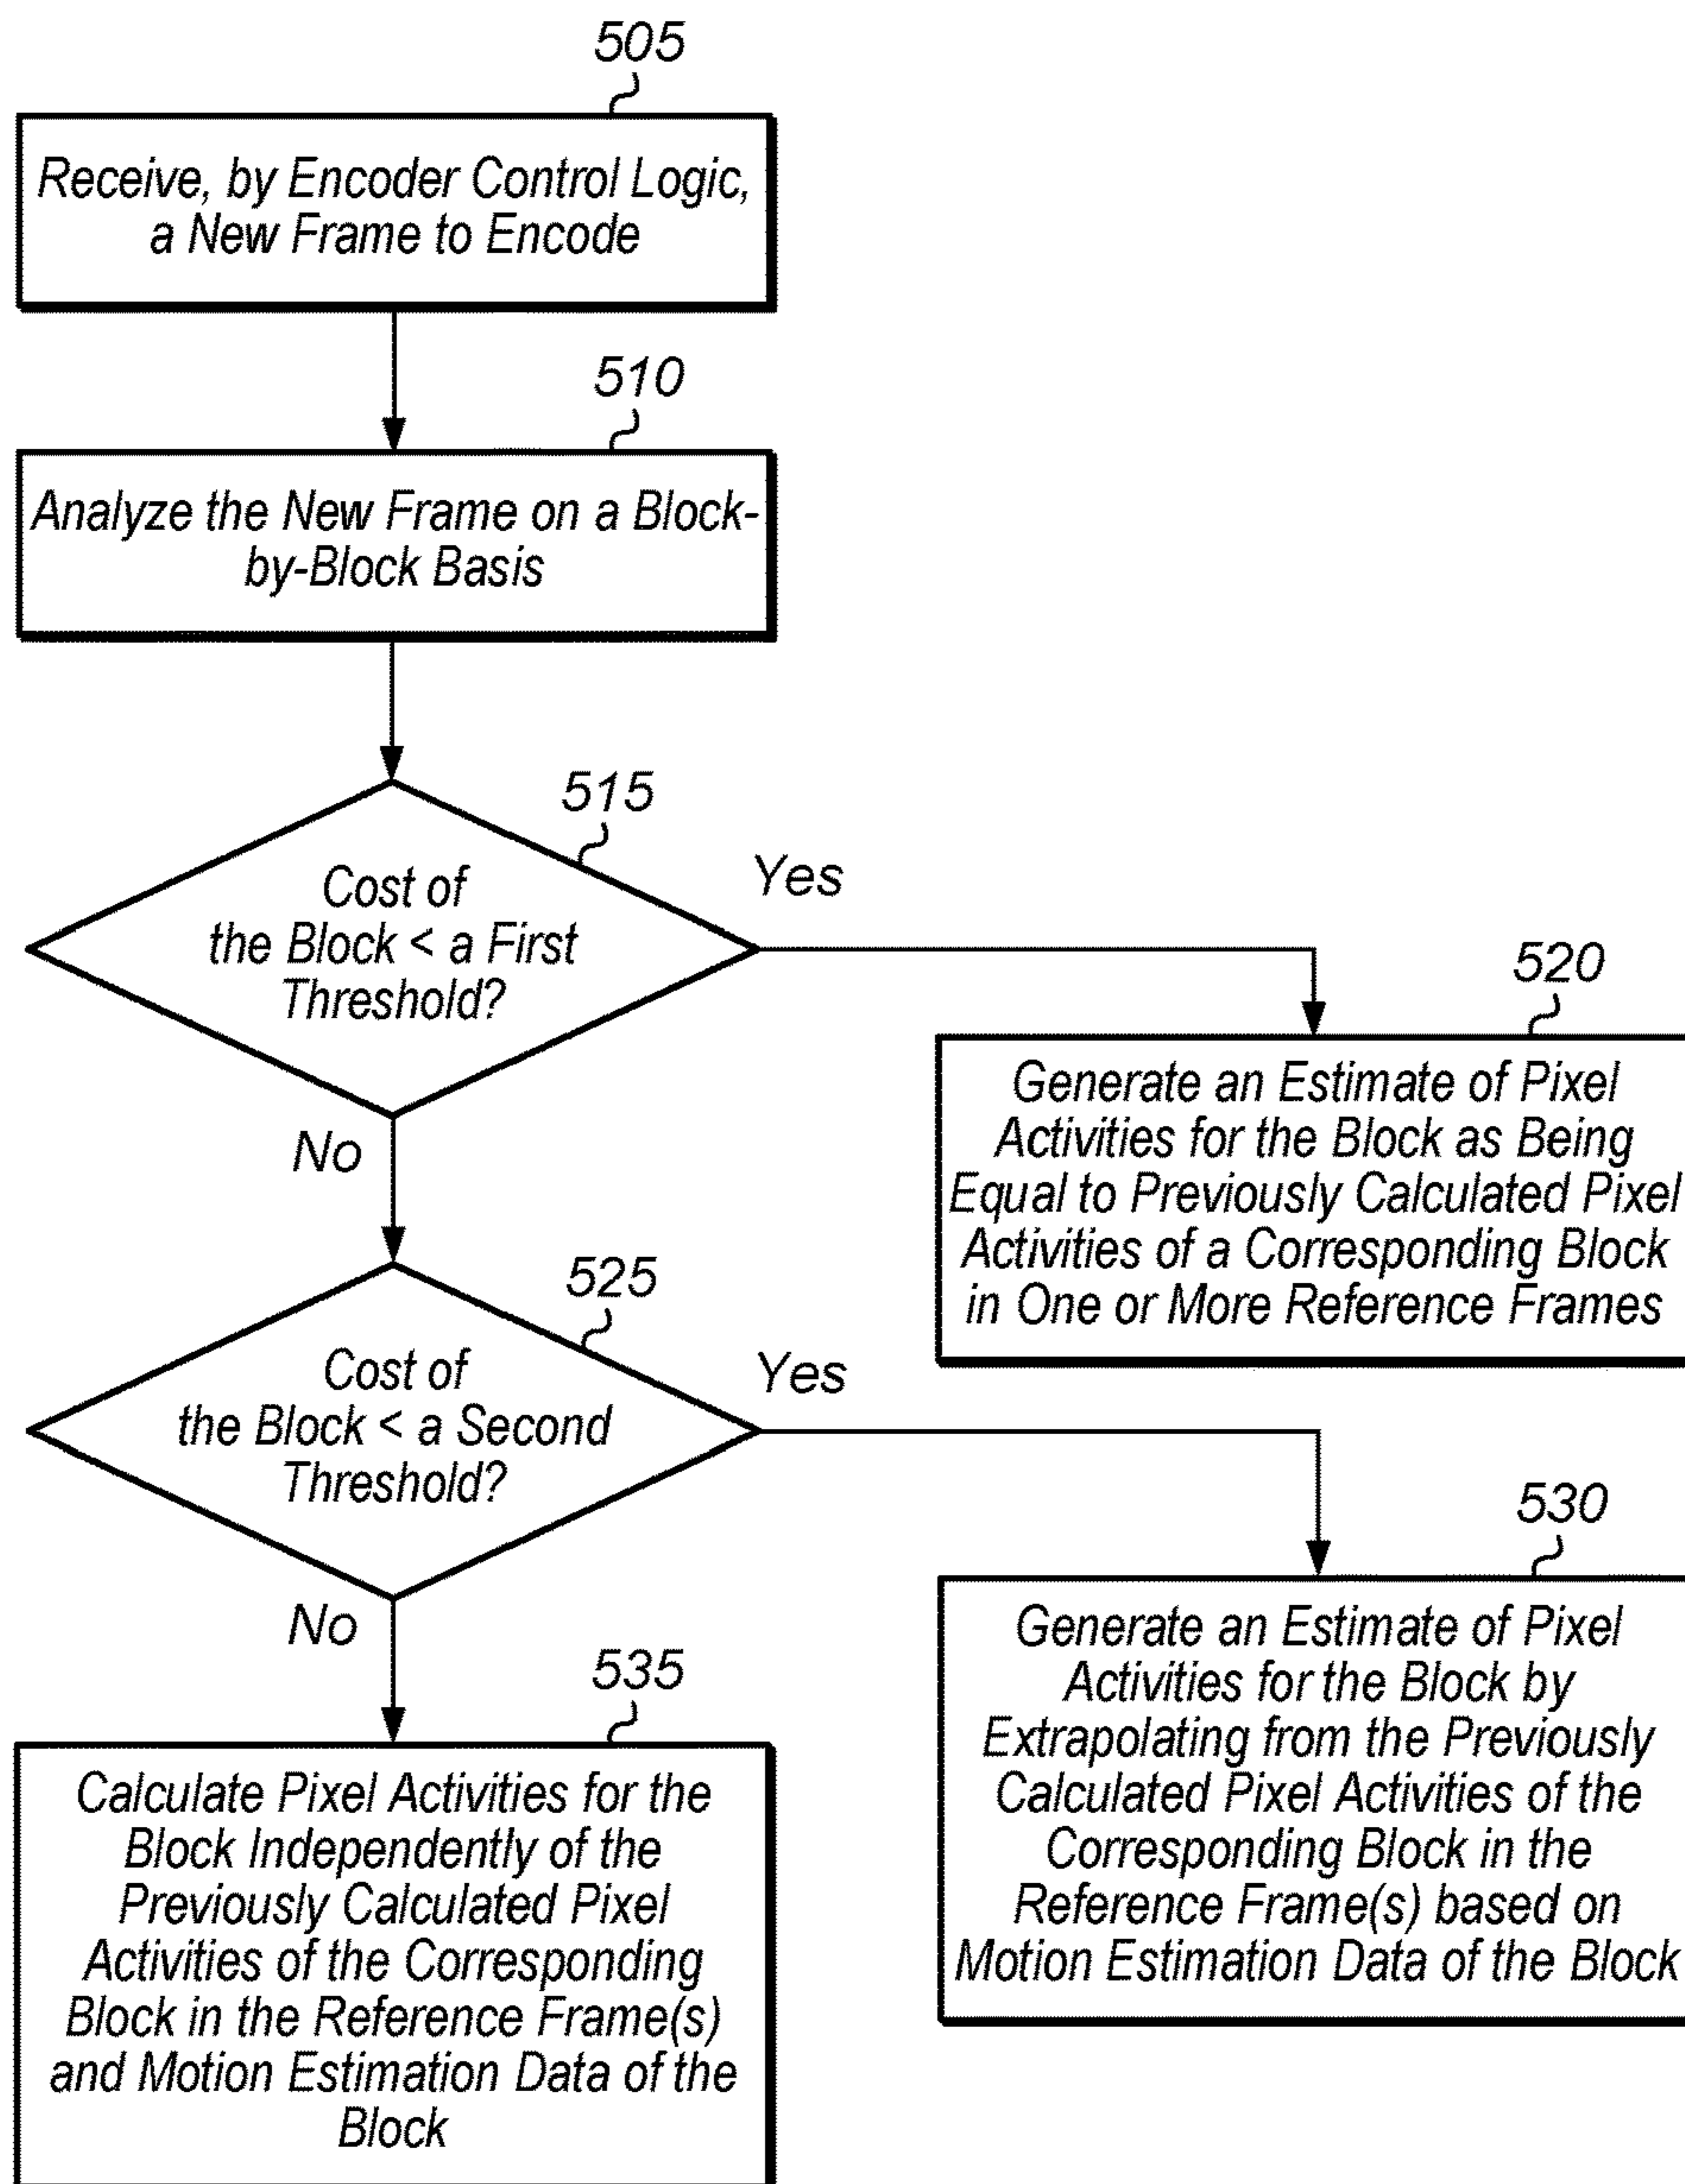 505
Receive, by Encoder Control Logic,
a New Frame to Encode
510
Analyze the New Frame on a Block-
by-Block Basis
515
Cost of
the Block < a First
Threshold?
Yes
No
520
Generate an Estimate of Pixel
Activities for the Block as Being
Equal to Previously Calculated Pixel
Activities of a Corresponding Block
in One or More Reference Frames
525
Cost of
the Block < a Second
Threshold?
Yes
No
530
Generate an Estimate of Pixel
Activities for the Block by
Extrapolating from the Previously
Calculated Pixel Activities of the
Corresponding Block in the
Reference Frame(s) based on
Motion Estimation Data of the Block
535
Calculate Pixel Activities for the
Block Independently of the
Previously Calculated Pixel
Activities of the Corresponding
Block in the Reference Frame(s)
and Motion Estimation Data of the
Block